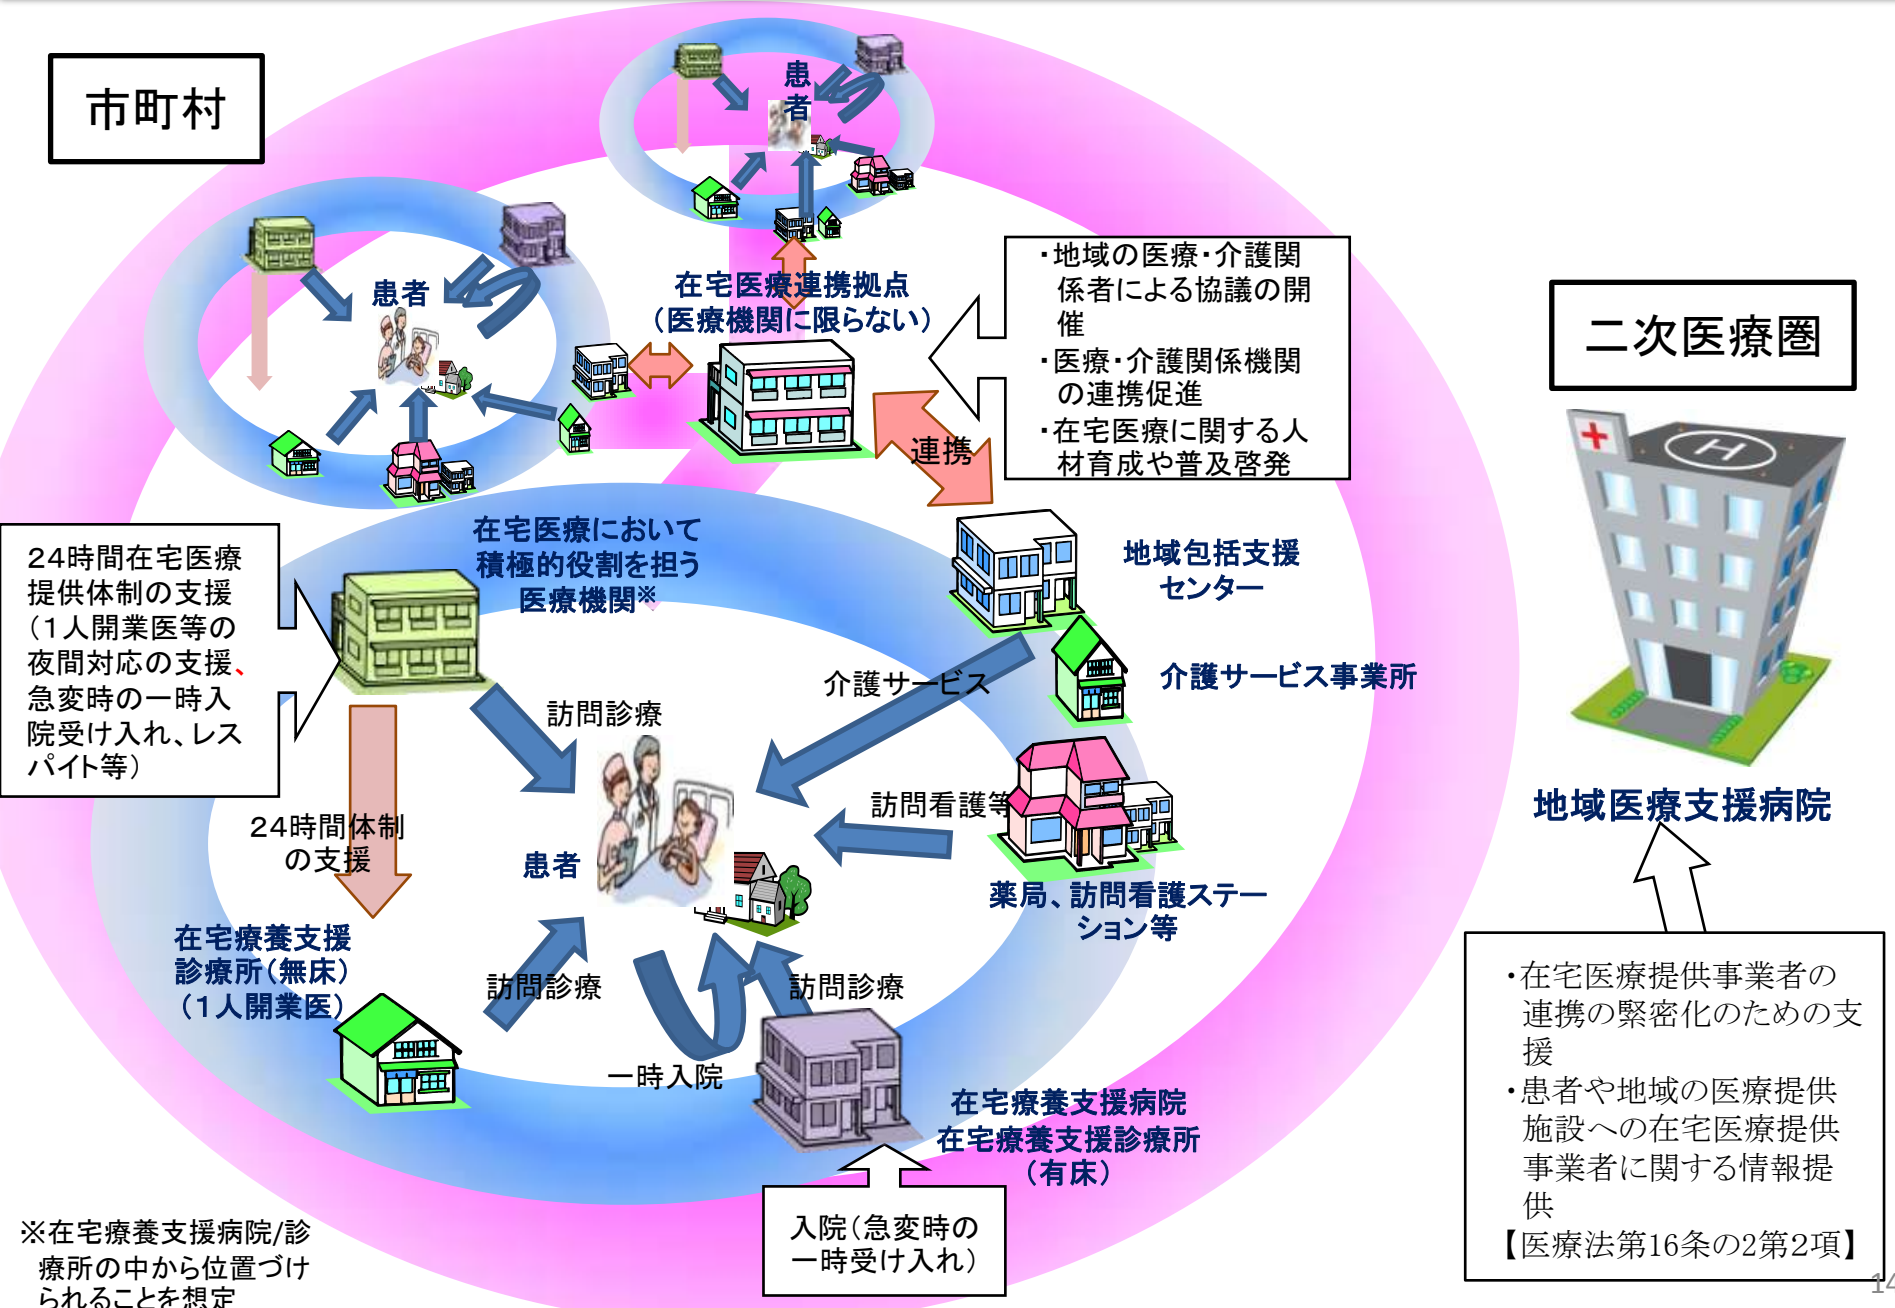 市町村
患
者
患者
在宅医療連携拠点
（医療機関に限らない）
・地域の医療・介護関
係者による協議の開
催
・医療・介護関係機関
の連携促進
・在宅医療に関する人
材育成や普及啓発
連携
二次医療圏
在宅医療において
積極的役割を担う
医療機関※
24時間在宅医療
提供体制の支援
（1人開業医等の
夜間対応の支援、
急変時の一時入
院受け入れ、レス
パイト等）
地域包括支援
センター
介護サービス
介護サービス事業所
訪問診療
訪問看護等
24時間体制
の支援
患者
薬局、訪問看護ステー
ション等
地域医療支援病院
在宅療養支援
診療所（無床）
（1人開業医）
訪問診療
訪問診療
一時入院
在宅療養支援病院
在宅療養支援診療所
（有床）
入院（急変時の
一時受け入れ）
・在宅医療提供事業者の
連携の緊密化のための支
援
・患者や地域の医療提供
施設への在宅医療提供
事業者に関する情報提
供
【医療法第16条の2第2項】
※在宅療養支援病院/診
療所の中から位置づけ
られることを想定
14